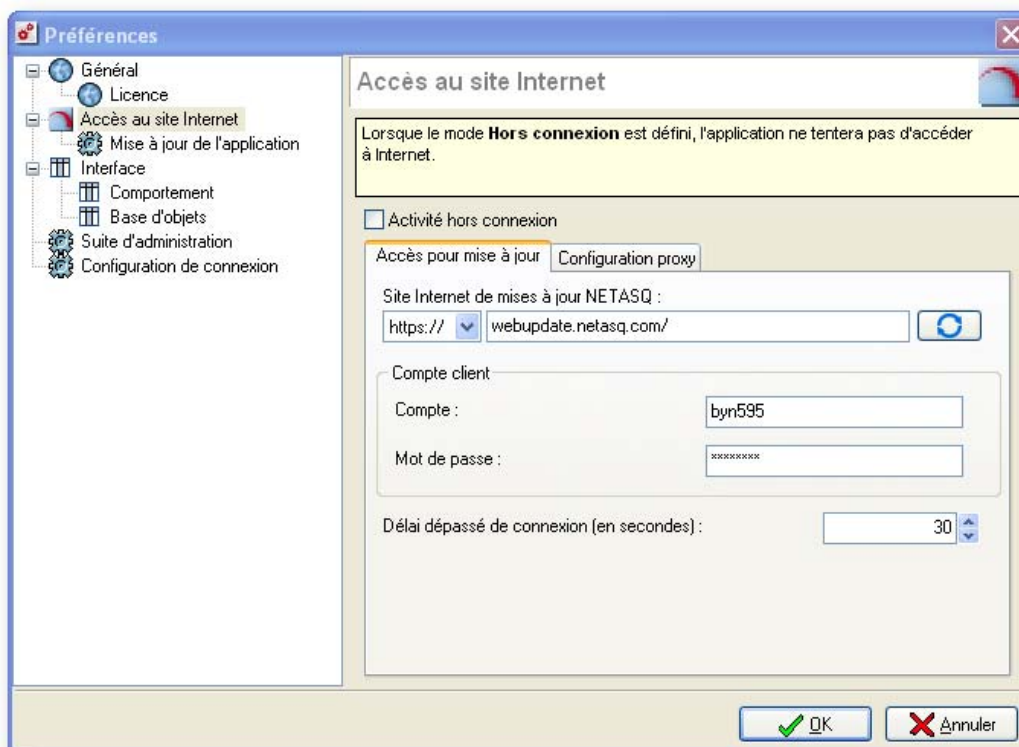 Préférences
Général
Licence
Accès au site Internet
Mise à jour de l'application
Interface
Comportement
Base d'objets
Suite d'administration
Configuration de connexion
Accès au site Internet
Lorsque le mode Hors connexion est défini, l'application ne tentera pas d'accéder
à Internet.
Activité hors connexion
Accès pour mise à jour
Configuration proxy
Site Internet de mises à jour NETASQ :
https://
webupdate.netasq.com/
Compte client
Compte :
byn595
Mot de passe :
********
Délai dépassé de connexion (en secondes) :
30
OK
Annuler